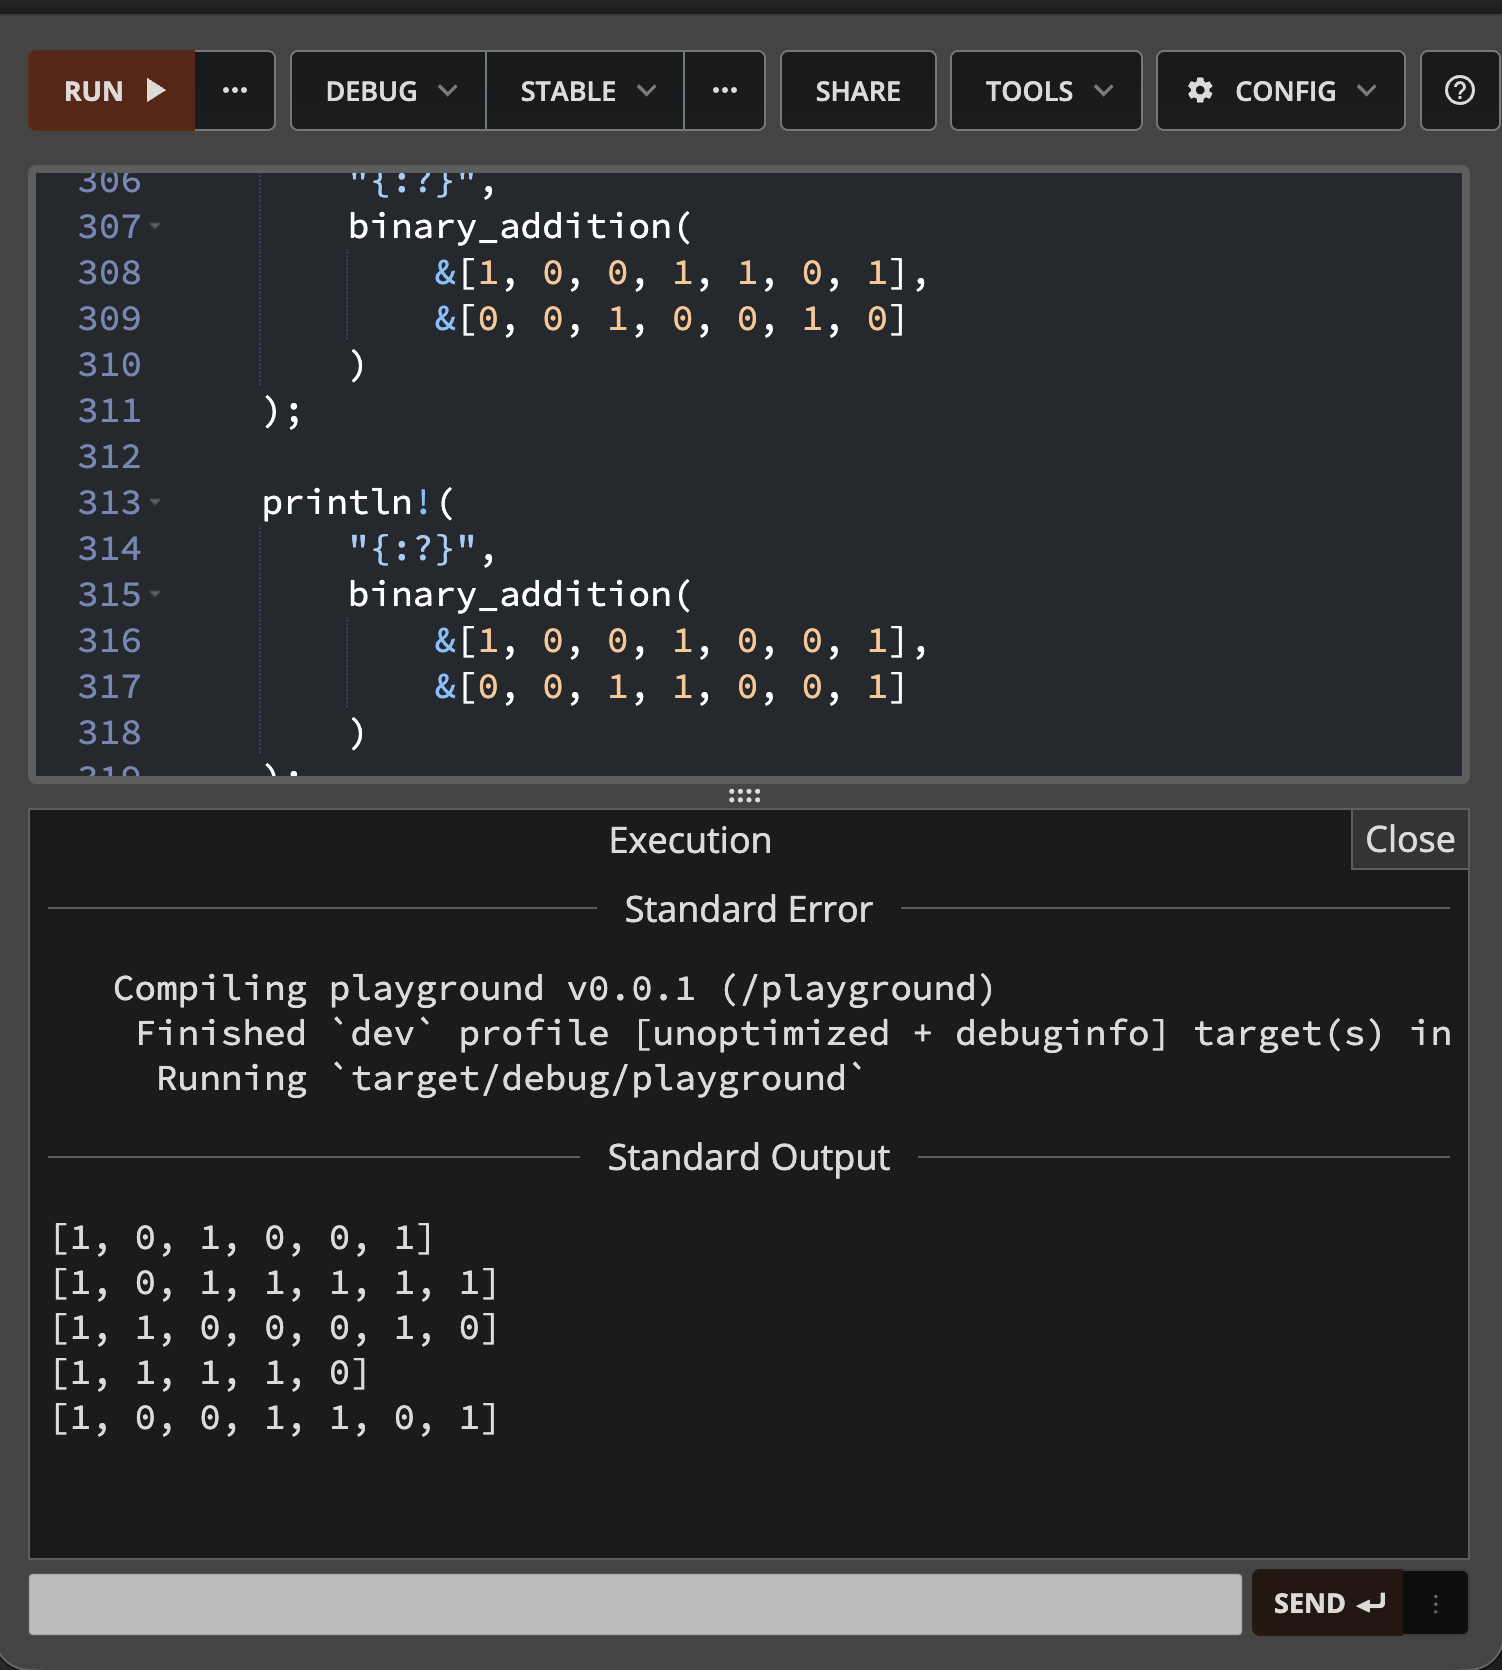 RUN ▶ ··· DEBUG STABLE ··· SHARE TOOLS CONFIG ?
306 "{:?}",
307 binary_addition(
308 &[1, 0, 0, 1, 1, 0, 1],
309 &[0, 0, 1, 0, 0, 1, 0]
310 )
311 );
312
313 println!(
314 "{:?}",
315 binary_addition(
316 &[1, 0, 0, 1, 0, 0, 1],
317 &[0, 0, 1, 1, 0, 0, 1]
318 )
319 );
Execution Close
Standard Error
Compiling playground v0.0.1 (/playground)
Finished `dev` profile [unoptimized + debuginfo] target(s) in
Running `target/debug/playground`
Standard Output
[1, 0, 1, 0, 0, 1]
[1, 0, 1, 1, 1, 1, 1]
[1, 1, 0, 0, 0, 1, 0]
[1, 1, 1, 1, 0]
[1, 0, 0, 1, 1, 0, 1]
SEND